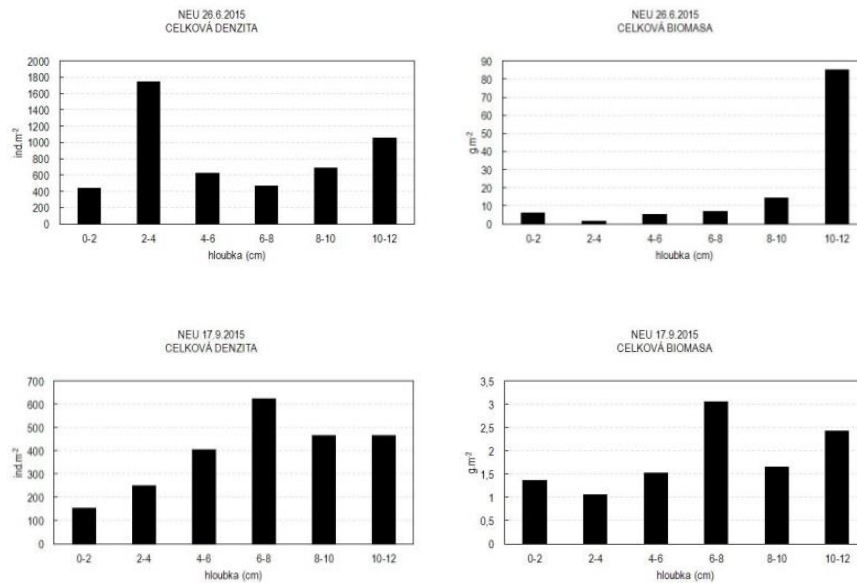 NEU 26.6.2015
CELKOVÁ DENZITA
2000
1800
1600
1400
1200
1000
800
600
400
200
0
ind.m-2
0-2 2-4 4-6 6-8 8-10 10-12
hloubka (cm)
NEU 26.6.2015
CELKOVÁ BIOMASA
90
80
70
60
50
40
30
20
10
0
g.m-2
0-2 2-4 4-6 6-8 8-10 10-12
hloubka (cm)
NEU 17.9.2015
CELKOVÁ DENZITA
700
600
500
400
300
200
100
0
ind.m-2
0-2 2-4 4-6 6-8 8-10 10-12
hloubka (cm)
NEU 17.9.2015
CELKOVÁ BIOMASA
3,5
3
2,5
2
1,5
1
0,5
0
g.m-2
0-2 2-4 4-6 6-8 8-10 10-12
hloubka (cm)